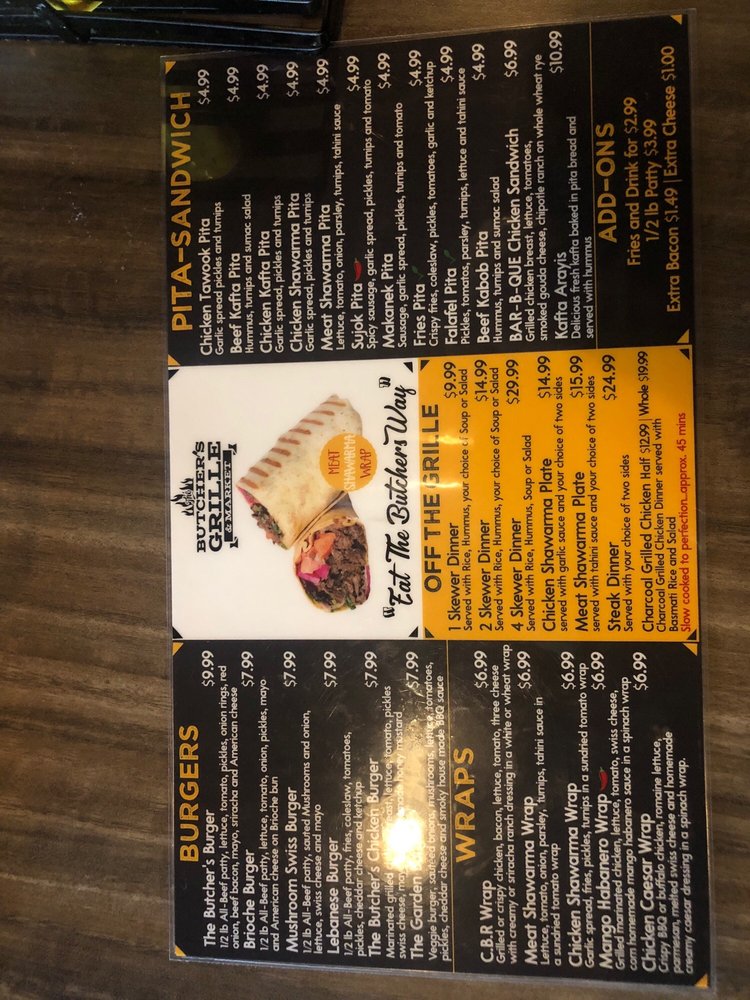 BURGERS
The Butcher's Burger $9.99
1/2 lb All-Beef patty, lettuce, tomato, pickles, onion rings, red
onion, beef bacon, mayo, sriracha and American cheese
Brioche Burger $7.99
1/2 lb All-Beef patty, lettuce, tomato, onion, pickles, mayo
and American cheese on Brioche bun
Mushroom Swiss Burger $7.99
1/2 lb All-Beef patty, sauted Mushrooms and onion,
lettuce, swiss cheese and mayo
Lebanese Burger $7.99
1/2 lb All-Beef patty, fries, coleslaw, tomatoes,
pickles, cheddar cheese and ketchup
The Butcher's Chicken Burger $7.99
Marinated grilled breast, lettuce, tomato, pickles
swiss cheese, honey mustard
The Garden $7.99
Veggie burger, sauteed onions, mushrooms, lettuce, tomatoes,
pickles, cheddar cheese and smoky house made BBQ sauce
WRAPS
C.B.R Wrap $6.99
Grilled or crispy chicken, bacon, lettuce, tomato, three cheese
with creamy or sriracha ranch dressing in a white or wheat wrap
Meat Shawarma Wrap $6.99
Lettuce, tomato, onion, parsley, turnips, tahini sauce in
a sundried tomato wrap
Chicken Shawarma Wrap $6.99
Garlic spread, fries, pickles, turnips in a sundried tomato wrap
Mango Habanero Wrap $6.99
Grilled marinated chicken, lettuce, tomato, swiss cheese,
corn homemade mango habanero sauce in a spinach wrap
Chicken Caesar Wrap $6.99
Crispy BBQ or buffalo chicken, romaine lettuce,
parmesan, melted swiss cheese and homemade
creamy caesar dressing in a spinach wrap.
BUTCHER'S
GRILLE
& MARKET
MEAT
SHAWARMA
WRAP
"Eat The Butchers Way"
OFF THE GRILLE
1 Skewer Dinner $9.99
Served with Rice, Hummus, your choice of Soup or Salad
2 Skewer Dinner $14.99
Served with Rice, Hummus, your choice of Soup or Salad
4 Skewer Dinner $29.99
Served with Rice, Hummus, Soup or Salad
Chicken Shawarma Plate $14.99
served with garlic sauce and your choice of two sides
Meat Shawarma Plate $15.99
served with tahini sauce and your choice of two sides
Steak Dinner $24.99
Served with your choice of two sides
Charcoal Grilled Chicken Half $12.99 | Whole $19.99
Charcoal Grilled Chicken Dinner served with
Basmati Rice and Salad
Slow cooked to perfection...approx. 45 mins
PITA-SANDWICH
Chicken Tawook Pita $4.99
Garlic spread pickles and turnips
Beef Kafta Pita $4.99
Hummus, turnips and sumac salad
Chicken Kafta Pita $4.99
Garlic spread, pickles and turnips
Chicken Shawarma Pita $4.99
Garlic spread, pickles and turnips
Meat Shawarma Pita $4.99
Lettuce, tomato, onion, parsley, turnips, tahini sauce
Sujok Pita $4.99
Spicy sausage, garlic spread, pickles, turnips and tomato
Makanek Pita $4.99
Sausage, garlic spread, pickles, turnips and tomato
Fries Pita $4.99
Crispy fries, coleslaw, pickles, tomatoes, garlic and ketchup
Falafel Pita $4.99
Pickles, tomatos, parsley, turnips, lettuce and tahini sauce
Beef Kabob Pita $4.99
Hummus, turnips and sumac salad
BAR-B-QUE Chicken Sandwich $6.99
Grilled chicken breast, lettuce, tomatoes,
smoked gouda cheese, chipotle ranch on whole wheat rye
Kafta Arayis $10.99
Delicious fresh kafta baked in pita bread and
served with hummus
ADD-ONS
Fries and Drink for $2.99
1/2 lb Patty $3.99
Extra Bacon $1.49 | Extra Cheese $1.00